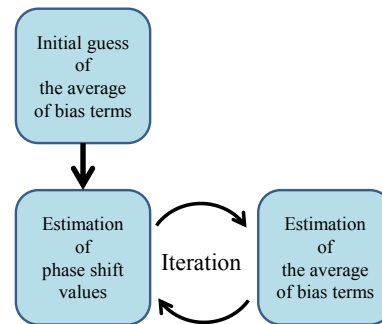 Initial guess
of
the average
of bias terms
Estimation
of
phase shift
values
Iteration
Estimation
of
the average
of bias terms